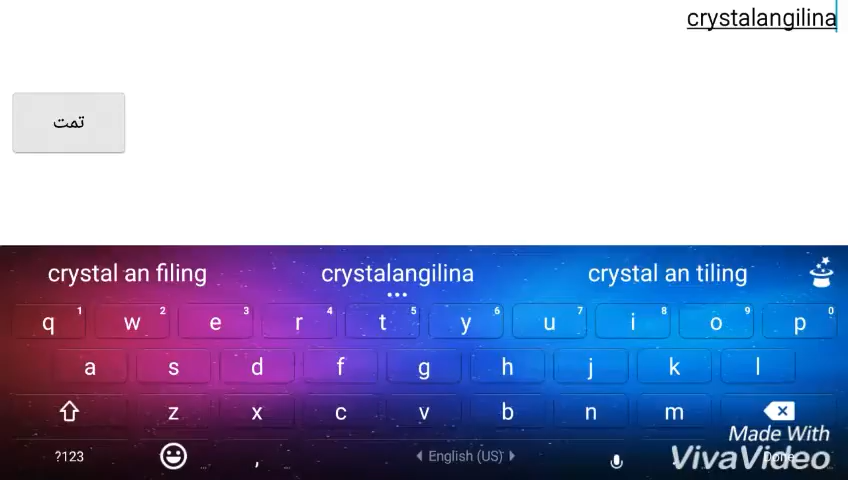 crystalangilina
تمت
crystal an filing crystalangilina crystal an tiling
q 1 w 2 e 3 r 4 t 5 y 6 u 7 i 8 o 9 p 0
a s d f g h j k l
z x c v b n m
Made With
?123 , English (US) Done
VivaVideo